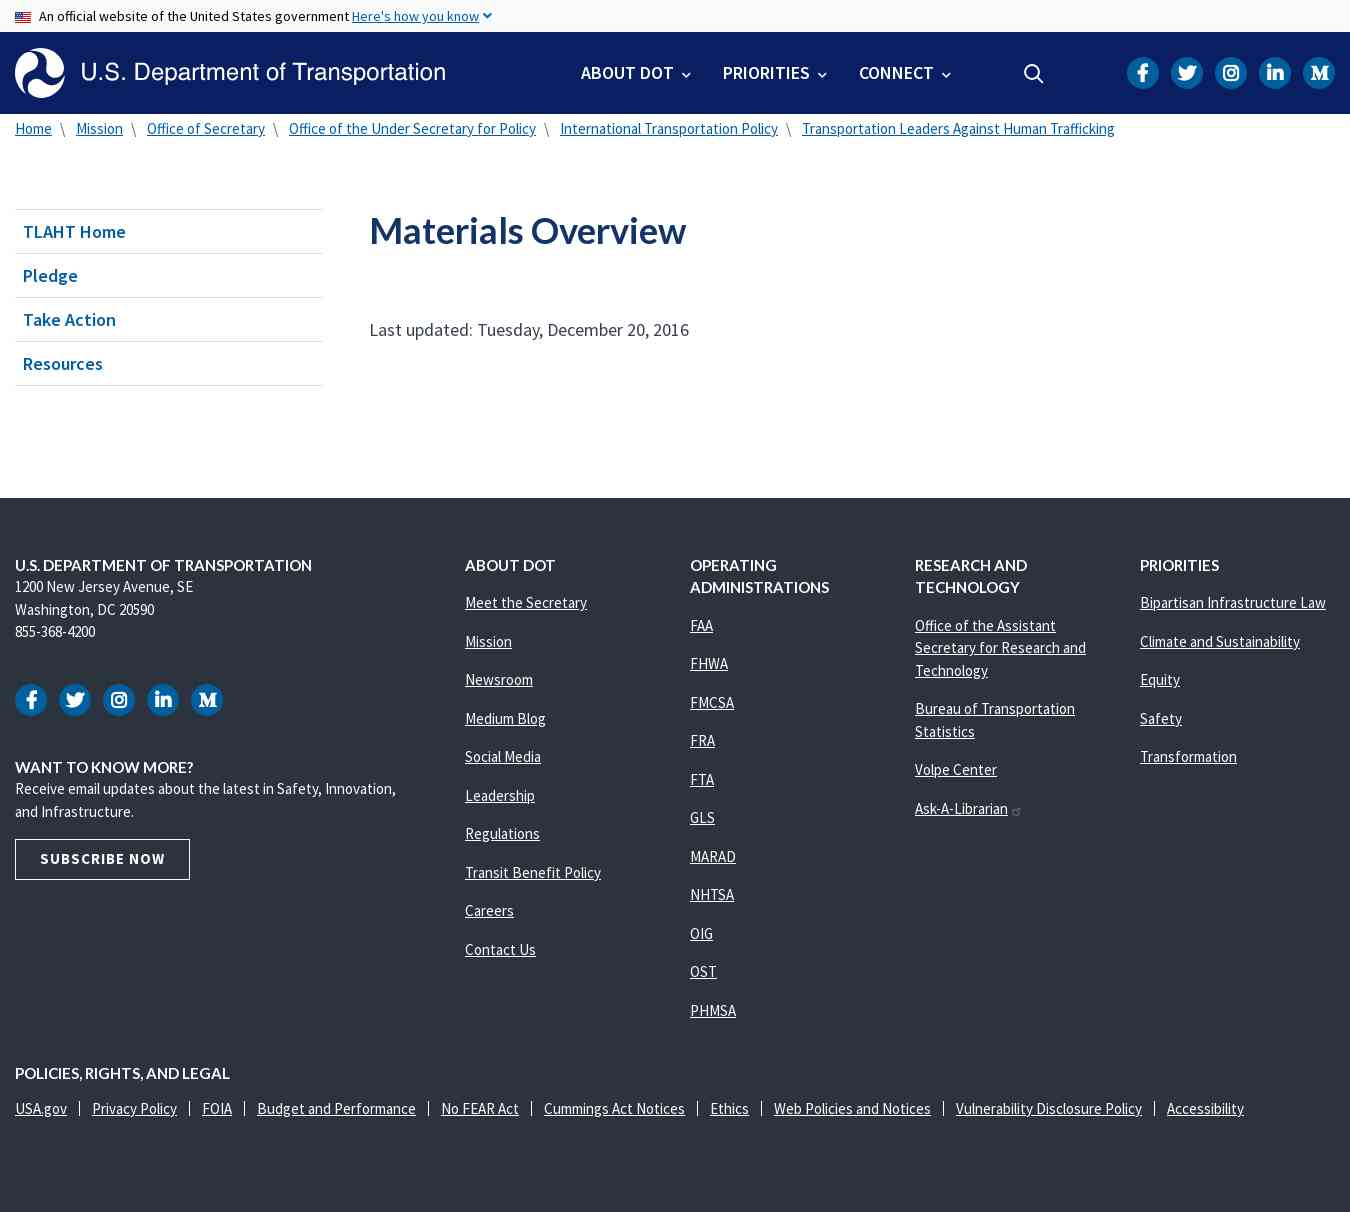 An official website of the United States government Here's how you know
U.S. Department of Transportation
ABOUT DOT
PRIORITIES
CONNECT
Home \ Mission \ Office of Secretary \ Office of the Under Secretary for Policy \ International Transportation Policy \ Transportation Leaders Against Human Trafficking
TLAHT Home
Pledge
Take Action
Resources
Materials Overview
Last updated: Tuesday, December 20, 2016
U.S. DEPARTMENT OF TRANSPORTATION
1200 New Jersey Avenue, SE
Washington, DC 20590
855-368-4200
WANT TO KNOW MORE?
Receive email updates about the latest in Safety, Innovation,
and Infrastructure.
SUBSCRIBE NOW
ABOUT DOT
Meet the Secretary
Mission
Newsroom
Medium Blog
Social Media
Leadership
Regulations
Transit Benefit Policy
Careers
Contact Us
OPERATING
ADMINISTRATIONS
FAA
FHWA
FMCSA
FRA
FTA
GLS
MARAD
NHTSA
OIG
OST
PHMSA
RESEARCH AND
TECHNOLOGY
Office of the Assistant
Secretary for Research and
Technology
Bureau of Transportation
Statistics
Volpe Center
Ask-A-Librarian
PRIORITIES
Bipartisan Infrastructure Law
Climate and Sustainability
Equity
Safety
Transformation
POLICIES, RIGHTS, AND LEGAL
USA.gov | Privacy Policy | FOIA | Budget and Performance | No FEAR Act | Cummings Act Notices | Ethics | Web Policies and Notices | Vulnerability Disclosure Policy | Accessibility